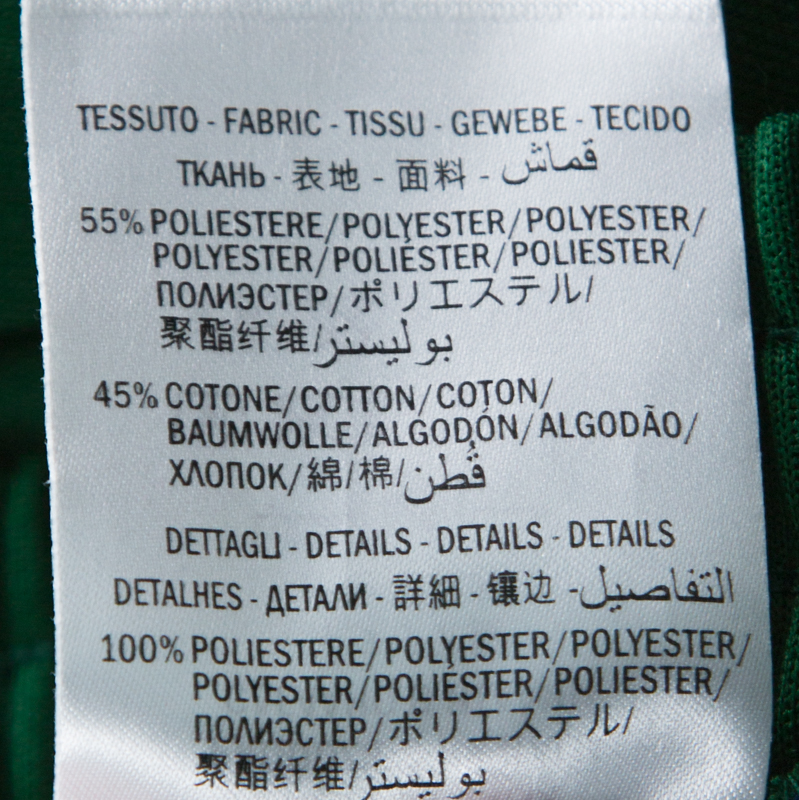 TESSUTO - FABRIC - TISSU - GEWEBE - TECIDO
ТКАНЬ - 表地 - 面料 - قماش
55% POLIESTERE/POLYESTER/POLYESTER/
POLYESTER/POLIÉSTER/POLIESTER/
ПОЛИЭСТЕР/ポリエステル/
聚酯纤维/بوليستر
45% COTONE/COTTON/COTON/
BAUMWOLLE/ALGODÓN/ALGODÃO/
ХЛОПОК/綿/棉/قُطن
DETTAGLI - DETAILS - DETAILS - DETAILS
DETALHES - ДЕТАЛИ - 詳細 - 镶边 - التفاصيل
100% POLIESTERE/POLYESTER/POLYESTER/
POLYESTER/POLIÉSTER/POLIESTER/
ПОЛИЭСТЕР/ポリエステル/
聚酯纤维/بوليستر